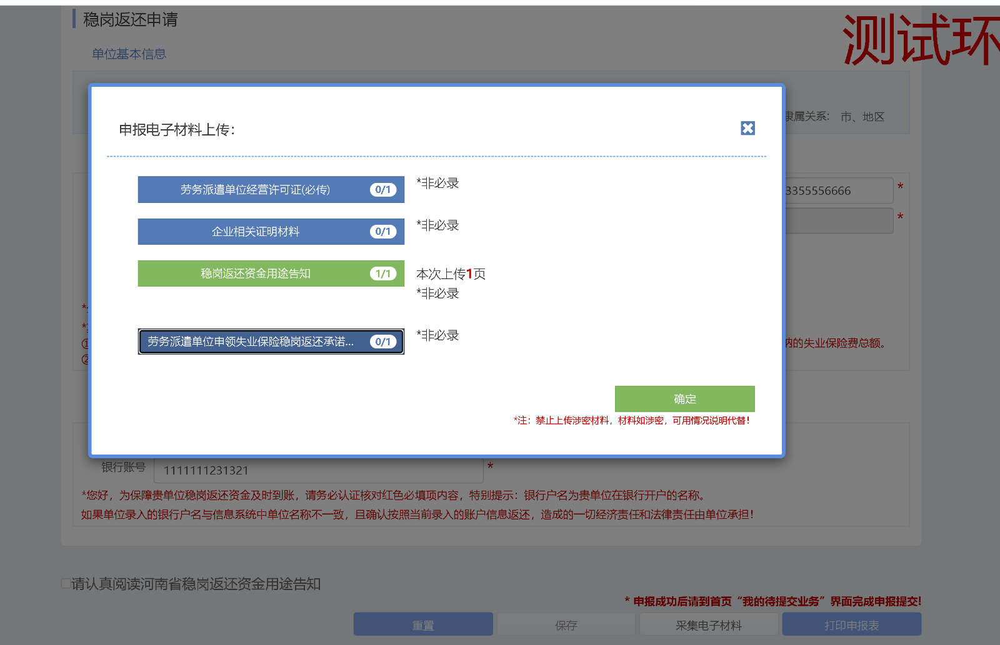 稳岗返还申请
测试环
单位基本信息
隶属关系: 市、地区
申报电子材料上传：
劳务派遣单位经营许可证(必传) 0/1 *非必录
3355556666 *
企业相关证明材料 0/1 *非必录
*
稳岗返还资金用途告知 1/1 本次上传1页
*非必录
劳务派遣单位申领失业保险稳岗返还承诺... 0/1 *非必录
①
的失业保险费总额。
②
确定
*注：禁止上传涉密材料，材料如涉密，可用情况说明代替！
银行账号 1111111231321 *
*您好，为保障贵单位稳岗返还资金及时到账，请务必认证核对红色必填项内容，特别提示：银行户名为贵单位在银行开户的名称。
如果单位录入的银行户名与信息系统中单位名称不一致，且确认按照当前录入的账户信息返还，造成的一切经济责任和法律责任由单位承担！
请认真阅读河南省稳岗返还资金用途告知
* 申报成功后请到首页“我的待提交业务”界面完成申报提交!
重置 保存 采集电子材料 打印申报表